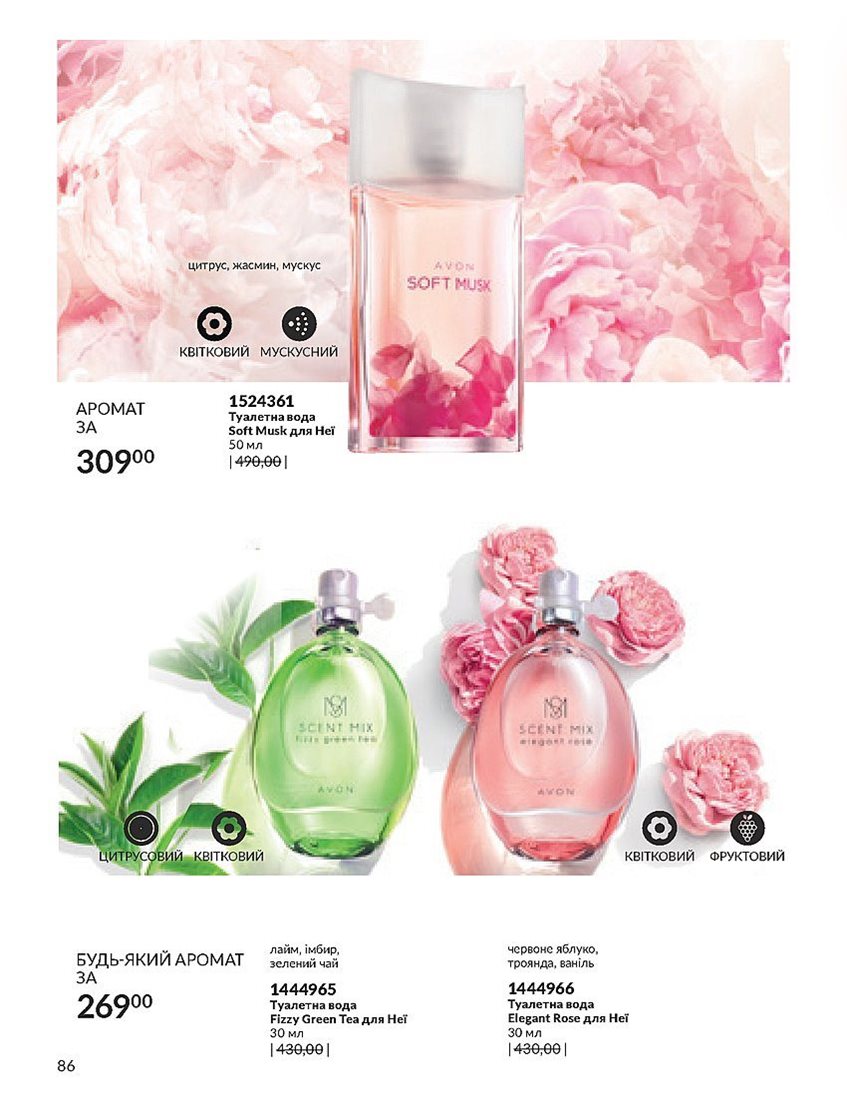 цитрус, жасмин, мускус
КВІТКОВИЙ МУСКУСНИЙ
AVON
SOFT MUSK
АРОМАТ
ЗА
309⁰⁰
1524361
Туалетна вода
Soft Musk для Неї
50 мл
| 490,00 |
SCENT MIX
fizzy green tea
AVON
SCENT MIX
elegant rose
AVON
ЦИТРУСОВИЙ КВІТКОВИЙ
КВІТКОВИЙ ФРУКТОВИЙ
БУДЬ-ЯКИЙ АРОМАТ
ЗА
269⁰⁰
лайм, імбир,
зелений чай
1444965
Туалетна вода
Fizzy Green Tea для Неї
30 мл
| 430,00 |
червоне яблуко,
троянда, ваніль
1444966
Туалетна вода
Elegant Rose для Неї
30 мл
| 430,00 |
86